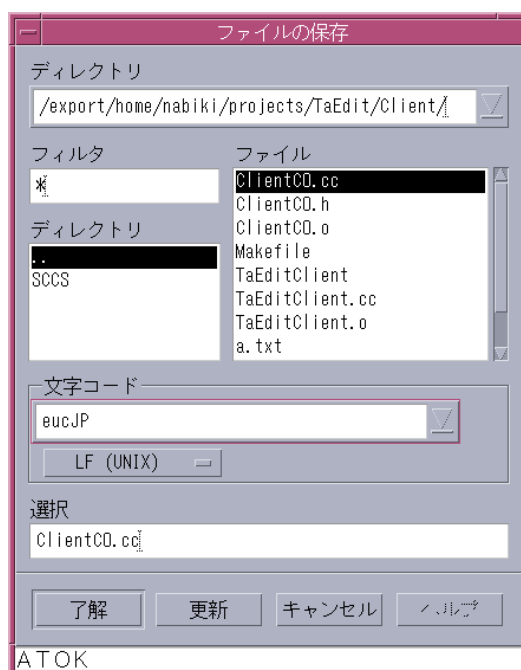 ファイルの保存
ディレクトリ
/export/home/nabiki/projects/TaEdit/Client/
フィルタ
*
ディレクトリ
..
SCCS
ファイル
ClientCO.cc
ClientCO.h
ClientCO.o
Makefile
TaEditClient
TaEditClient.cc
TaEditClient.o
a.txt
文字コード
eucJP
LF (UNIX)
選択
ClientCO.cc
了解 更新 キャンセル ヘルプ
ATOK